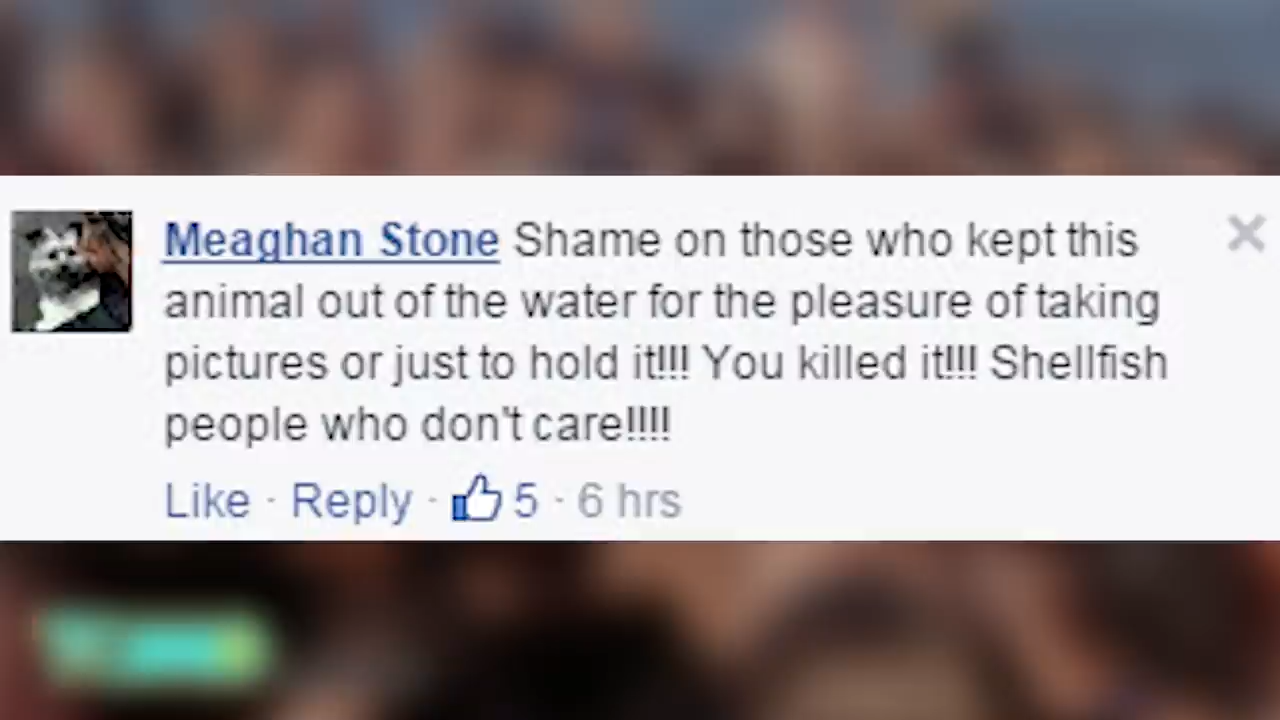 Meaghan Stone Shame on those who kept this
animal out of the water for the pleasure of taking
pictures or just to hold it!!! You killed it!!! Shellfish
people who don't care!!!!
Like · Reply · 5 · 6 hrs